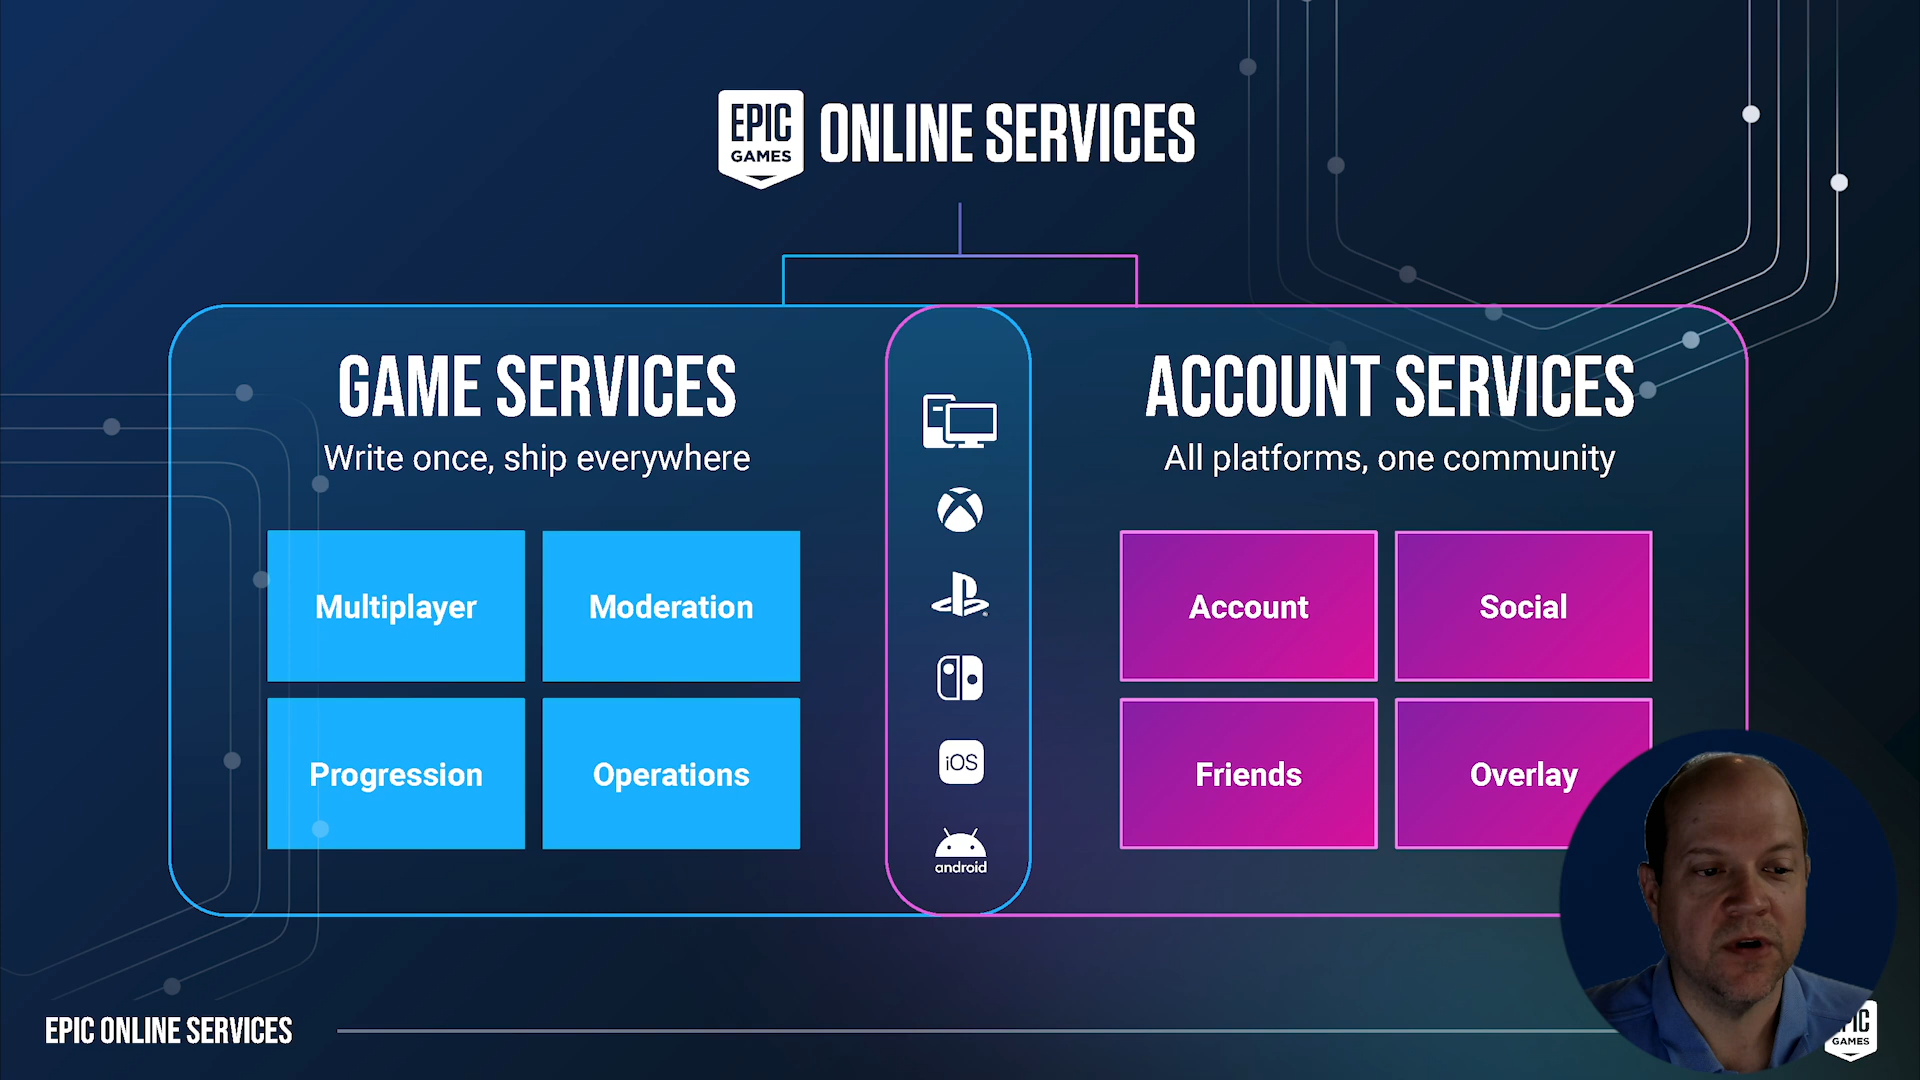 EPIC
GAMES
ONLINE SERVICES
GAME SERVICES
Write once, ship everywhere
Multiplayer
Moderation
Progression
Operations
iOS
android
ACCOUNT SERVICES
All platforms, one community
Account
Social
Friends
Overlay
EPIC ONLINE SERVICES
GAMES